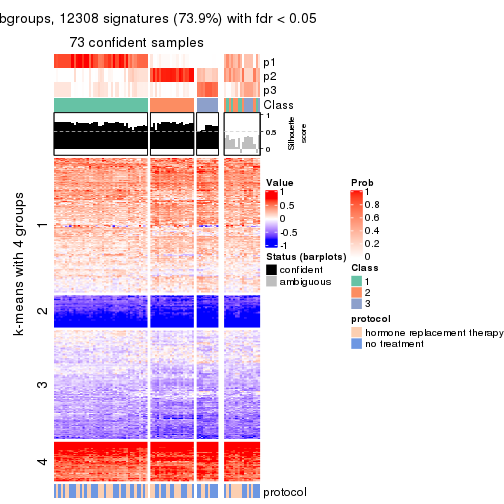 bgroups, 12308 signatures (73.9%) with fdr < 0.05
73 confident samples
p1
p2
p3
Class
1
0.5
0
Silhouette
score
k-means with 4 groups
1
2
3
4
protocol
Value
1
0.5
0
-0.5
-1
Status (barplots)
confident
ambiguous
Prob
1
0.8
0.6
0.4
0.2
0
Class
1
2
3
protocol
hormone replacement therapy
no treatment